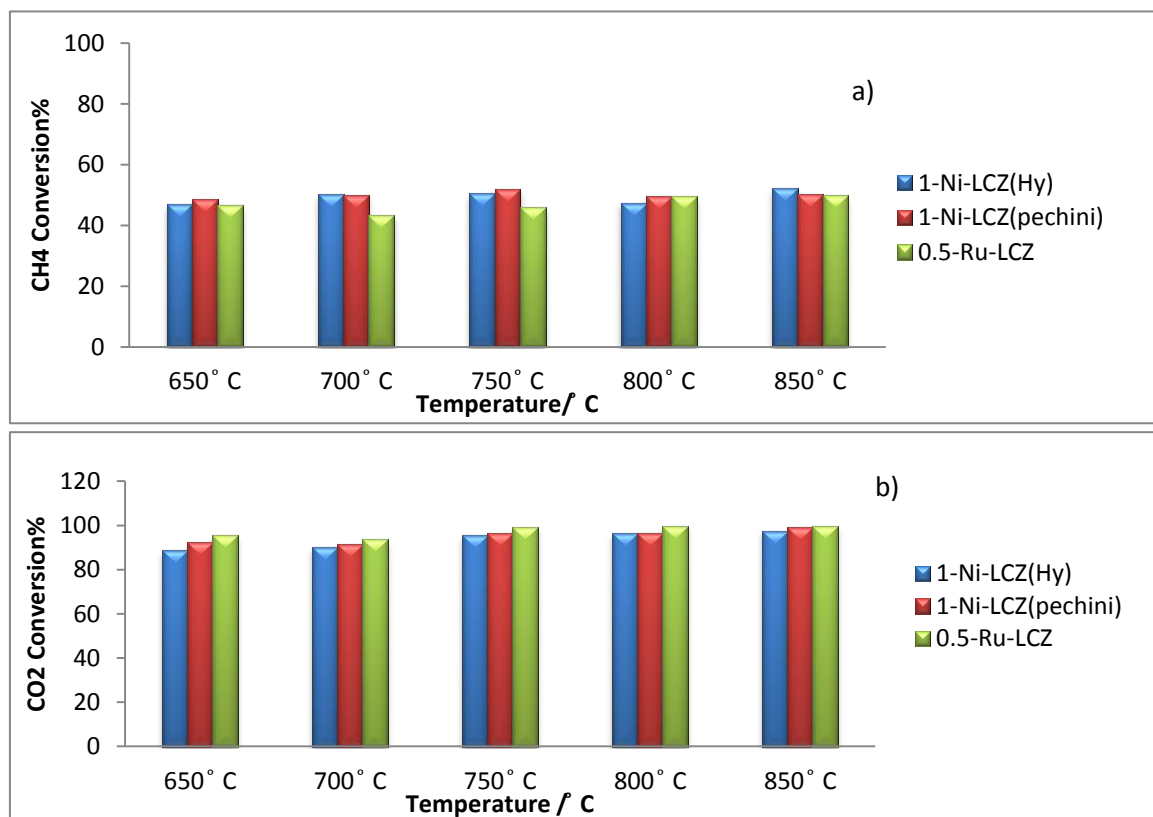 a)
CH4 Conversion%
100
80
60
40
20
0
650° C 700° C 750° C 800° C 850° C
Temperature/° C
1-Ni-LCZ(Hy)
1-Ni-LCZ(pechini)
0.5-Ru-LCZ
b)
CO2 Conversion%
120
100
80
60
40
20
0
650° C 700° C 750° C 800° C 850° C
Temperature /° C
1-Ni-LCZ(Hy)
1-Ni-LCZ(pechini)
0.5-Ru-LCZ